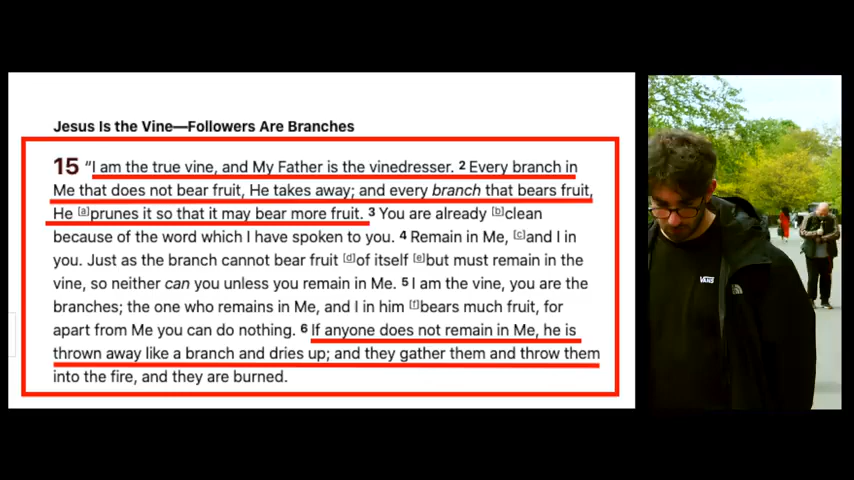 Jesus Is the Vine—Followers Are Branches
15 “I am the true vine, and My Father is the vinedresser. 2 Every branch in
Me that does not bear fruit, He takes away; and every branch that bears fruit,
He [a]prunes it so that it may bear more fruit. 3 You are already [b]clean
because of the word which I have spoken to you. 4 Remain in Me, [c]and I in
you. Just as the branch cannot bear fruit [d]of itself [e]but must remain in the
vine, so neither can you unless you remain in Me. 5 I am the vine, you are the
branches; the one who remains in Me, and I in him [f]bears much fruit, for
apart from Me you can do nothing. 6 If anyone does not remain in Me, he is
thrown away like a branch and dries up; and they gather them and throw them
into the fire, and they are burned.
VANS